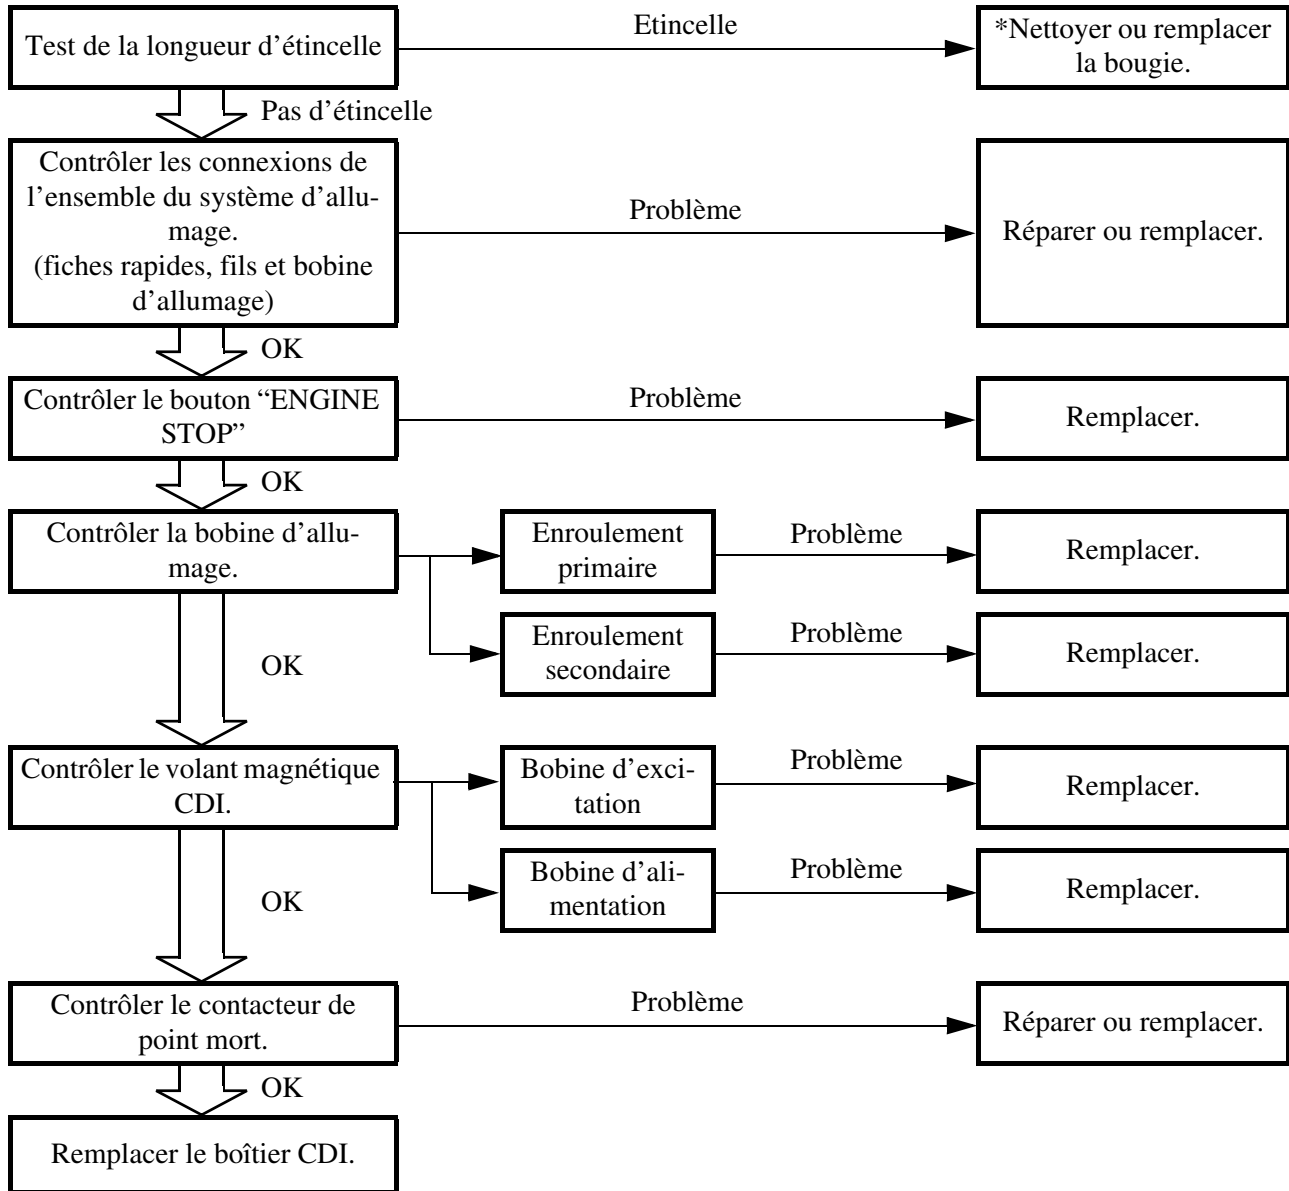 Test de la longueur d’étincelle
Etincelle
*Nettoyer ou remplacer
la bougie.
Pas d’étincelle
Contrôler les connexions de
l’ensemble du système d’allu-
mage.
(fiches rapides, fils et bobine
d’allumage)
Problème
Réparer ou remplacer.
OK
Contrôler le bouton “ENGINE
STOP”
Problème
Remplacer.
OK
Contrôler la bobine d’allu-
mage.
Enroulement
primaire
Problème
Remplacer.
Enroulement
secondaire
Problème
Remplacer.
OK
Contrôler le volant magnétique
CDI.
Bobine d’exci-
tation
Problème
Remplacer.
Bobine d’ali-
mentation
Problème
Remplacer.
OK
Contrôler le contacteur de
point mort.
Problème
Réparer ou remplacer.
OK
Remplacer le boîtier CDI.